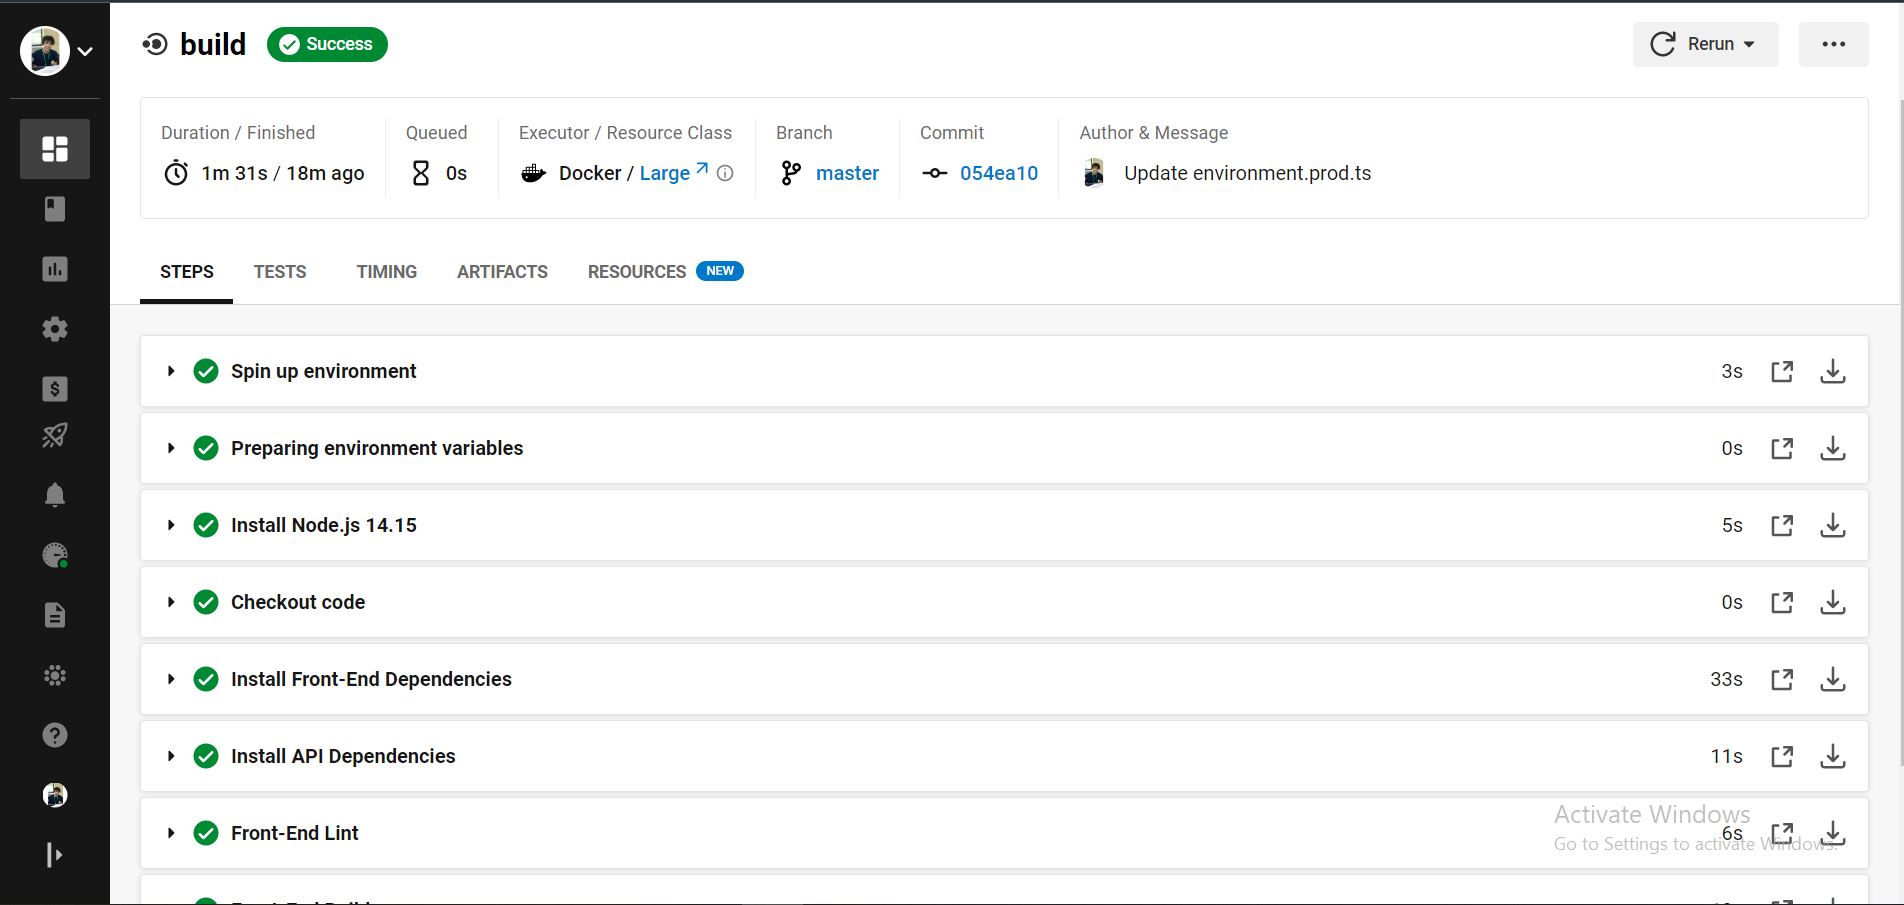 build
Success
Rerun
Duration / Finished
1m 31s / 18m ago
Queued
0s
Executor / Resource Class
Docker / Large
Branch
master
Commit
054ea10
Author & Message
Update environment.prod.ts
STEPS
TESTS
TIMING
ARTIFACTS
RESOURCES
NEW
Spin up environment
3s
Preparing environment variables
0s
Install Node.js 14.15
5s
Checkout code
0s
Install Front-End Dependencies
33s
Install API Dependencies
11s
Front-End Lint
6s
Activate Windows
Go to Settings to activate Windows.